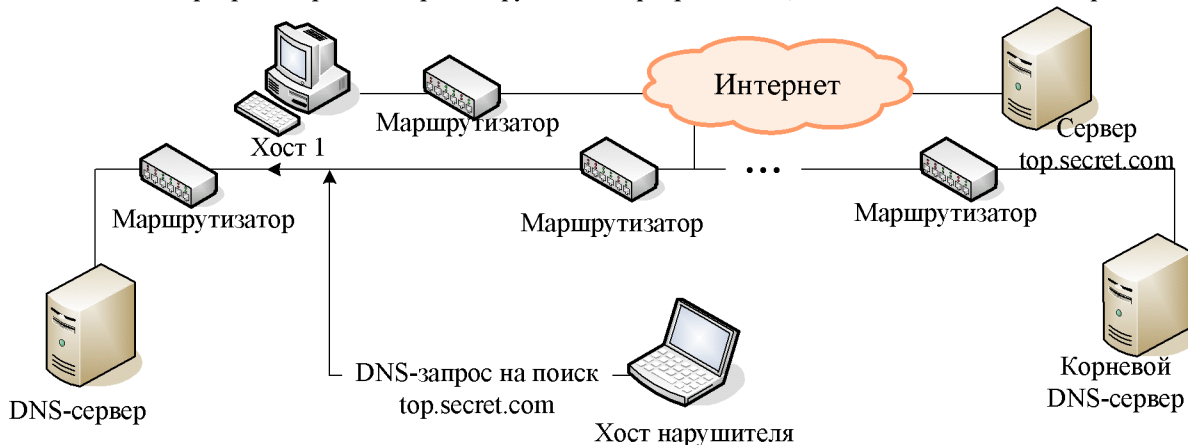 Интернет
Маршрутизатор
Хост 1
Сервер
top.secret.com
Маршрутизатор
Маршрутизатор
Маршрутизатор
DNS-запрос на поиск
top.secret.com
Корневой
DNS-сервер
DNS-сервер
Хост нарушителя